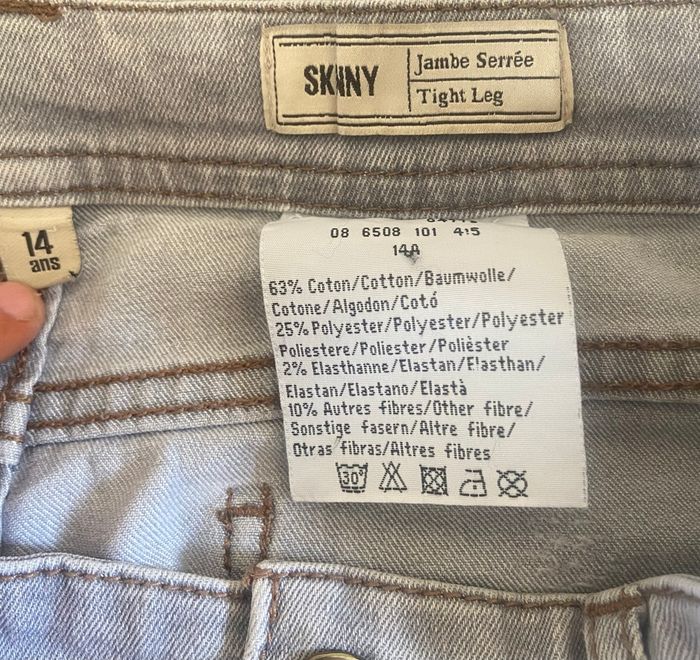 SKINNY
Jambe Serrée
Tight Leg
14
ans
08 6508 101 415
14A
63% Coton/Cotton/Baumwolle/
Cotone/Algodon/Cotó
25% Polyester/Polyester/Polyester
Poliestere/Poliester/Polièster
2% Elasthanne/Elastan/Elasthan/
Elastan/Elastano/Elastà
10% Autres fibres/Other fibre/
Sonstige fasern/Altre fibre/
Otras fibras/Altres fibres
30°